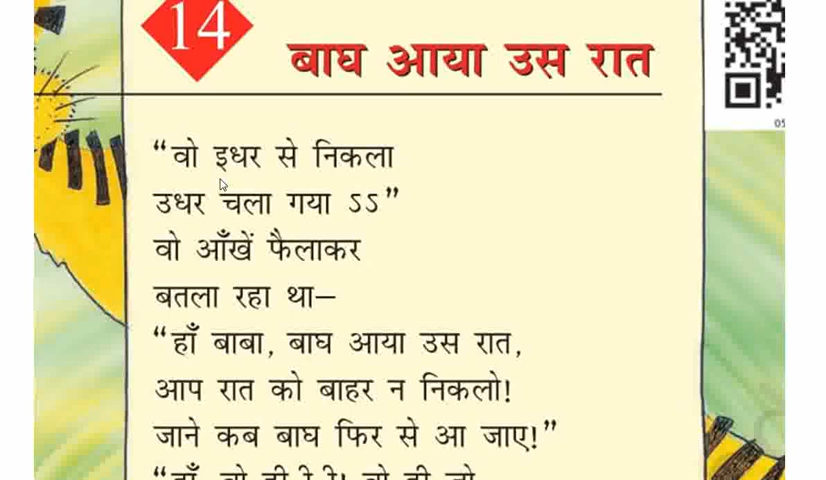 14
बाघ आया उस रात
“वो इधर से निकला
उधर चला गया ऽऽ”
वो आँखें फैलाकर
बतला रहा था–
“हाँ बाबा, बाघ आया उस रात,
आप रात को बाहर न निकलो!
जाने कब बाघ फिर से आ जाए!”